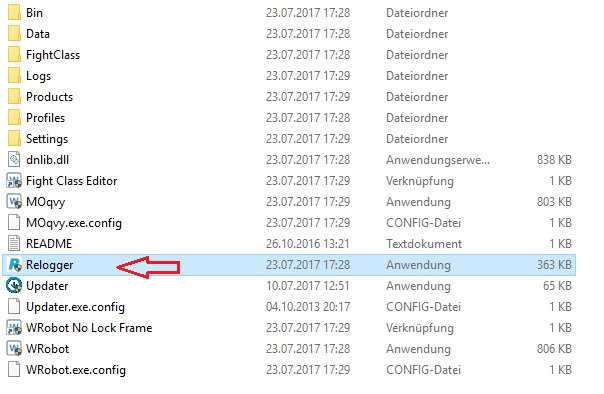 Bin 23.07.2017 17:28 Dateiordner
Data 23.07.2017 17:28 Dateiordner
FightClass 23.07.2017 17:28 Dateiordner
Logs 23.07.2017 17:29 Dateiordner
Products 23.07.2017 17:29 Dateiordner
Profiles 23.07.2017 17:28 Dateiordner
Settings 23.07.2017 17:29 Dateiordner
dnlib.dll 23.07.2017 17:28 Anwendungserwe... 838 KB
Fight Class Editor 23.07.2017 17:29 Verknüpfung 1 KB
MOqvy 23.07.2017 17:29 Anwendung 803 KB
MOqvy.exe.config 23.07.2017 17:29 CONFIG-Datei 1 KB
README 26.10.2016 13:21 Textdokument 1 KB
Relogger 23.07.2017 17:28 Anwendung 363 KB
Updater 10.07.2017 12:51 Anwendung 65 KB
Updater.exe.config 04.10.2013 20:17 CONFIG-Datei 1 KB
WRobot No Lock Frame 23.07.2017 17:29 Verknüpfung 1 KB
WRobot 23.07.2017 17:28 Anwendung 806 KB
WRobot.exe.config 23.07.2017 17:29 CONFIG-Datei 1 KB